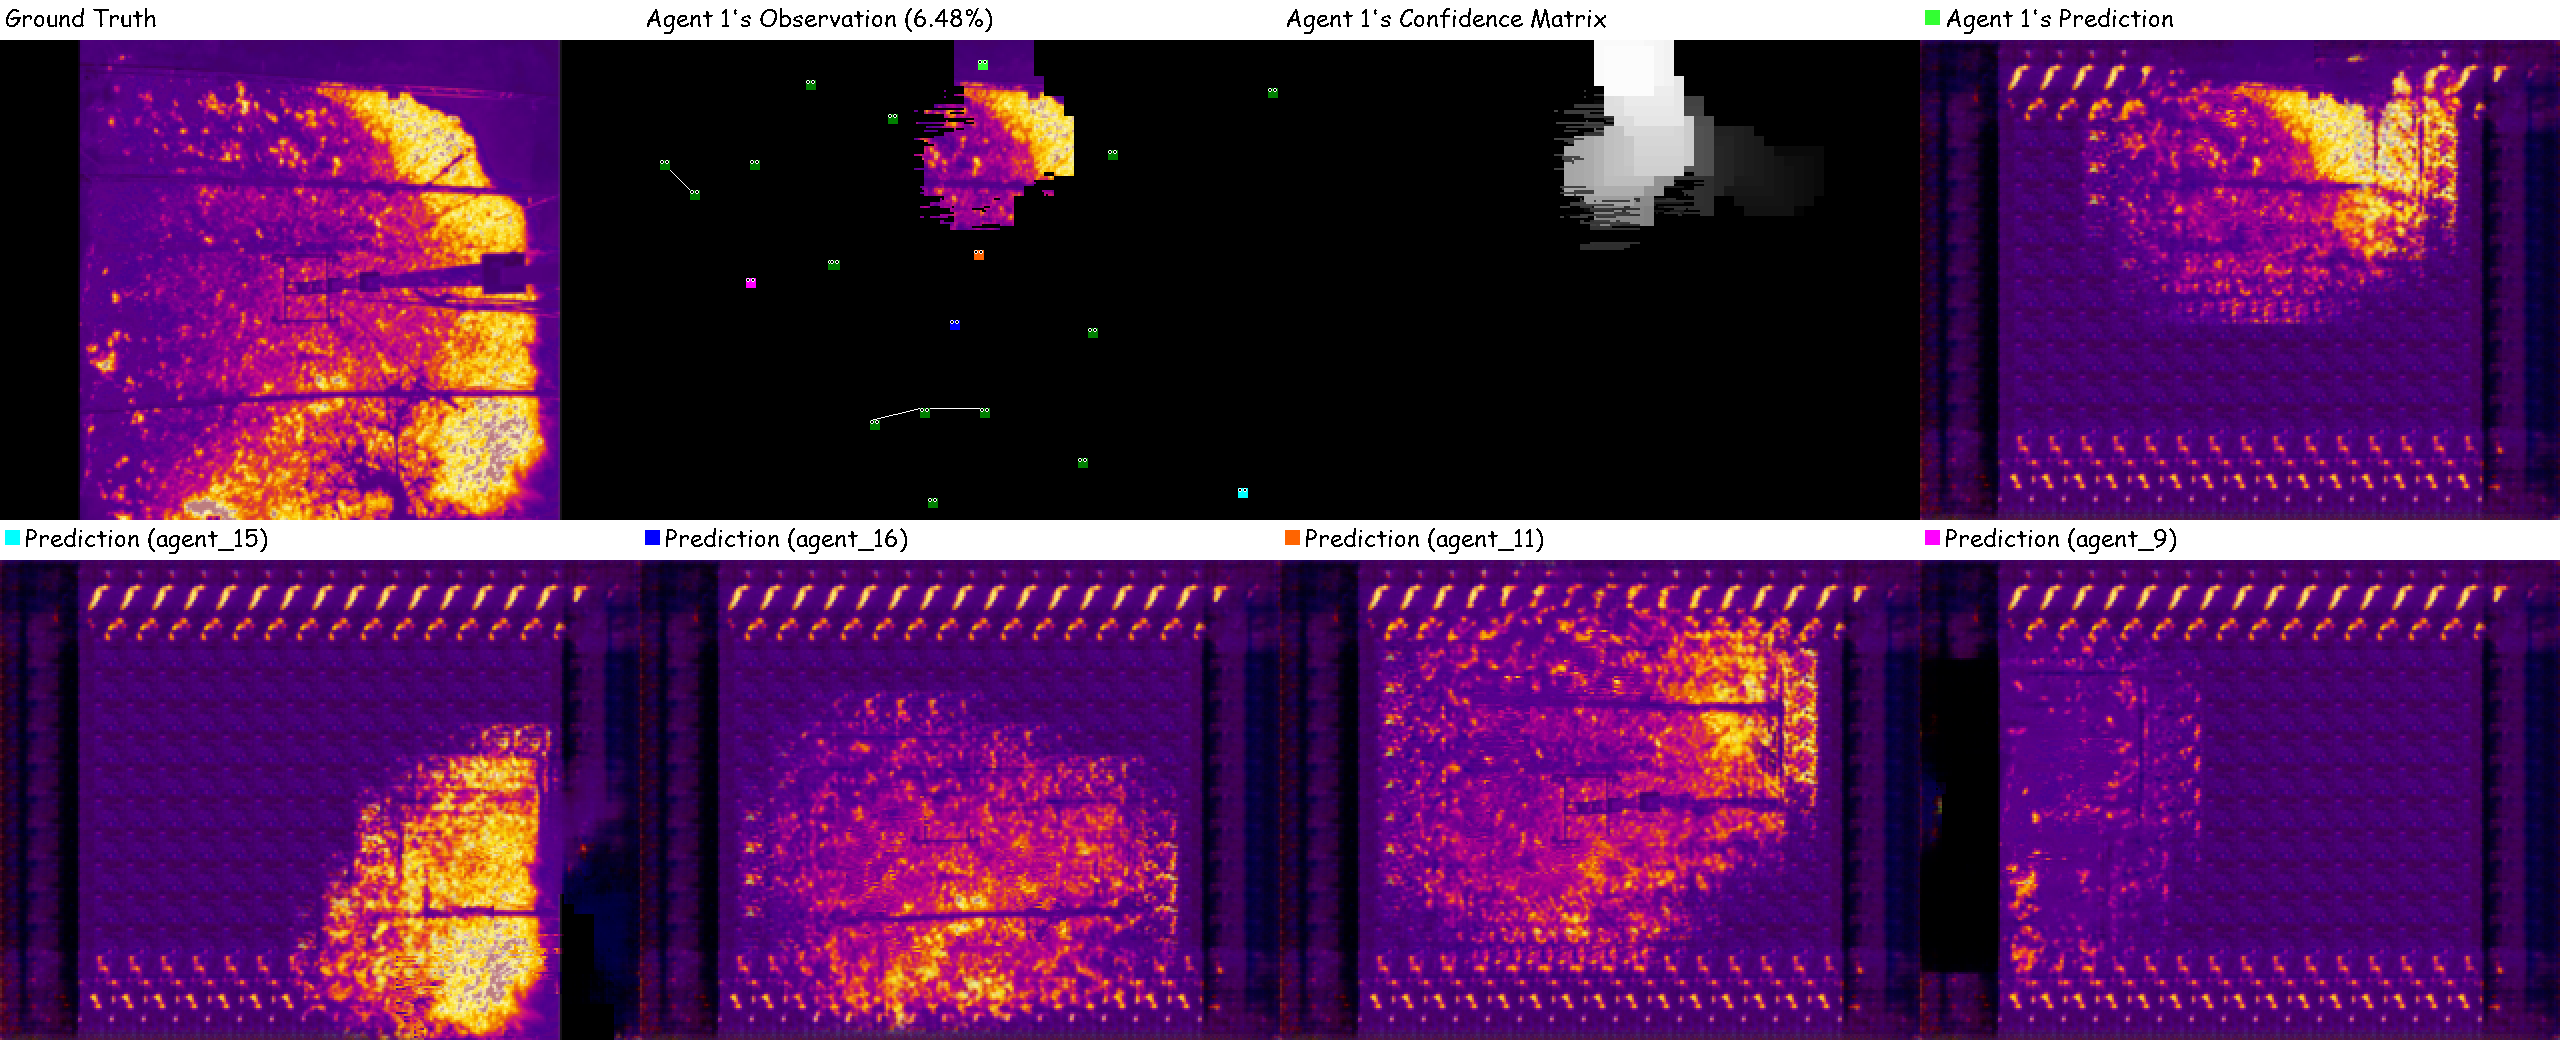 Ground Truth
Agent 1's Observation (6.48%)
Agent 1's Confidence Matrix
Agent 1's Prediction
Prediction (agent_15)
Prediction (agent_16)
Prediction (agent_11)
Prediction (agent_9)